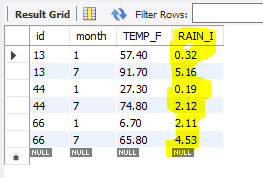 Result Grid Filter Rows:
id month TEMP_F RAIN_I
13 1 57.40 0.32
13 7 91.70 5.16
44 1 27.30 0.19
44 7 74.80 2.12
66 1 6.70 2.11
66 7 65.80 4.53
NULL NULL NULL NULL